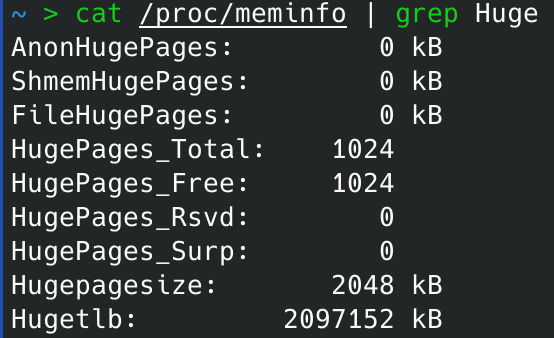 ~ > cat /proc/meminfo | grep Huge
AnonHugePages:         0 kB
ShmemHugePages:        0 kB
FileHugePages:         0 kB
HugePages_Total:    1024
HugePages_Free:     1024
HugePages_Rsvd:        0
HugePages_Surp:        0
Hugepagesize:       2048 kB
Hugetlb:         2097152 kB